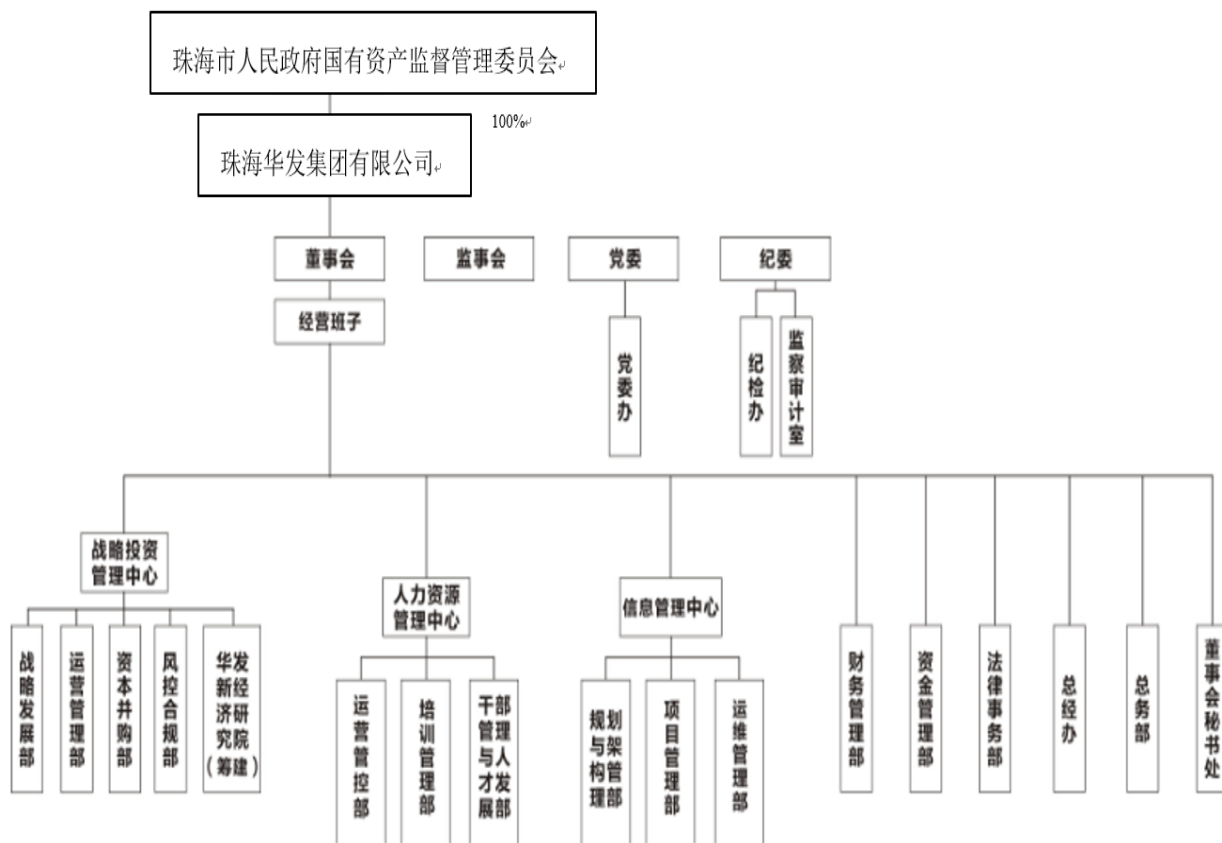 珠海市人民政府国有资产监督管理委员会
100%
珠海华发集团有限公司
董事会
监事会
党委
纪委
经营班子
党委办
纪检办
监察审计室
战略投资
管理中心
人力资源
管理中心
信息管理中心
战略发展部
运营管理部
资本并购部
风控合规部
华发
新经
济研
究院
（筹建）
运营管控部
培训管理部
干部
管理
与人
才发
展部
规划
与架
构管
理部
项目管理部
运维管理部
财务管理部
资金管理部
法律事务部
总经办
总务部
董事会秘书处